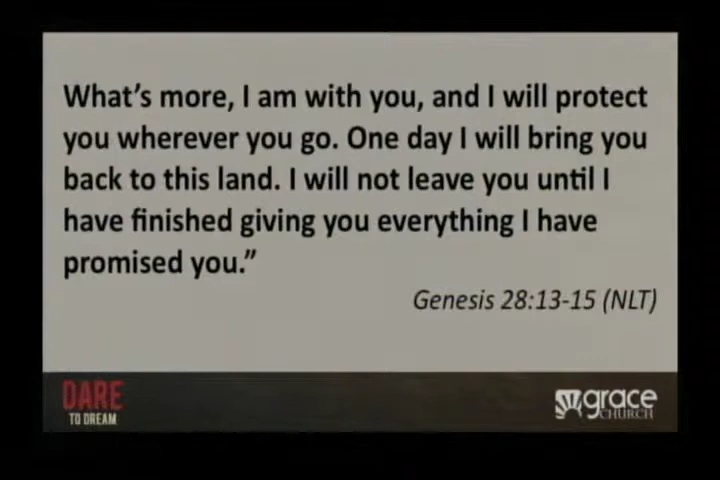 What's more, I am with you, and I will protect
you wherever you go. One day I will bring you
back to this land. I will not leave you until I
have finished giving you everything I have
promised you.”
Genesis 28:13-15 (NLT)
DARE
TO DREAM
grace
CHURCH